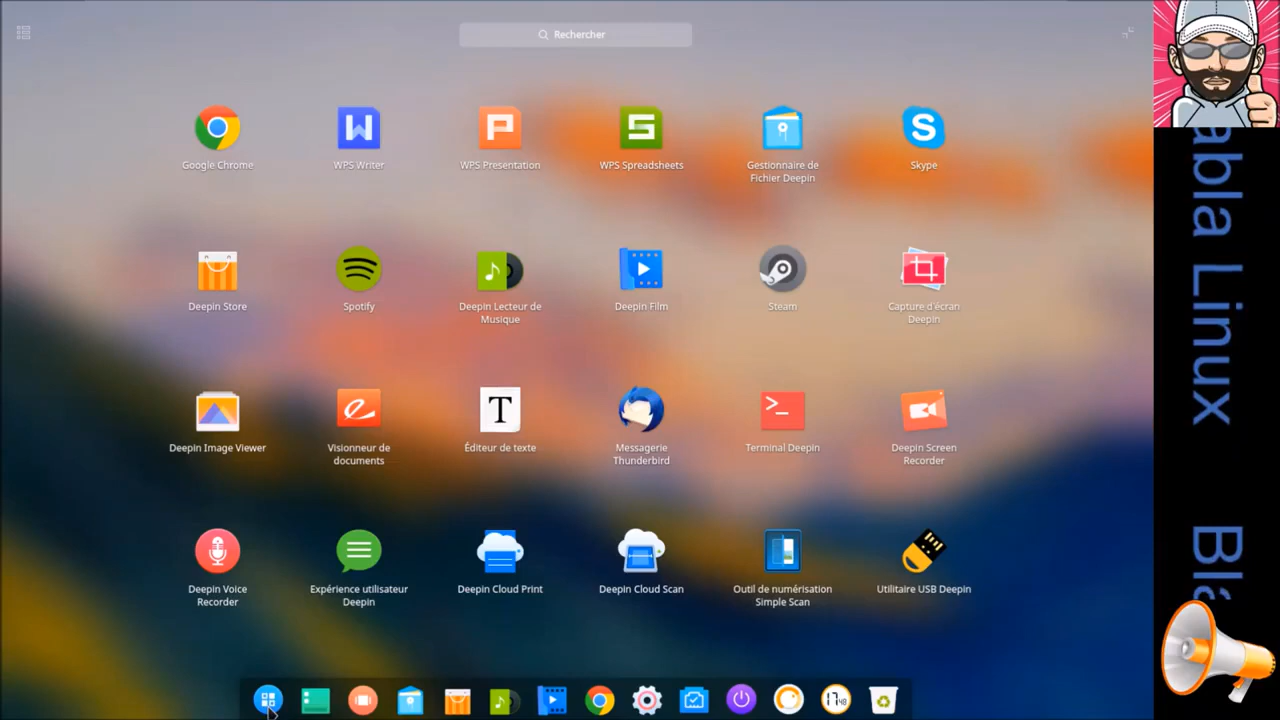 Rechercher
Google Chrome
WPS Writer
WPS Presentation
WPS Spreadsheets
Gestionnaire de
Fichier Deepin
Skype
Deepin Store
Spotify
Deepin Lecteur de
Musique
Deepin Film
Steam
Capture d'écran
Deepin
Deepin Image Viewer
Visionneur de
documents
Éditeur de texte
Messagerie
Thunderbird
Terminal Deepin
Deepin Screen
Recorder
Deepin Voice
Recorder
Expérience utilisateur
Deepin
Deepin Cloud Print
Deepin Cloud Scan
Outil de numérisation
Simple Scan
Utilitaire USB Deepin
17 48
abla Linux
Bla